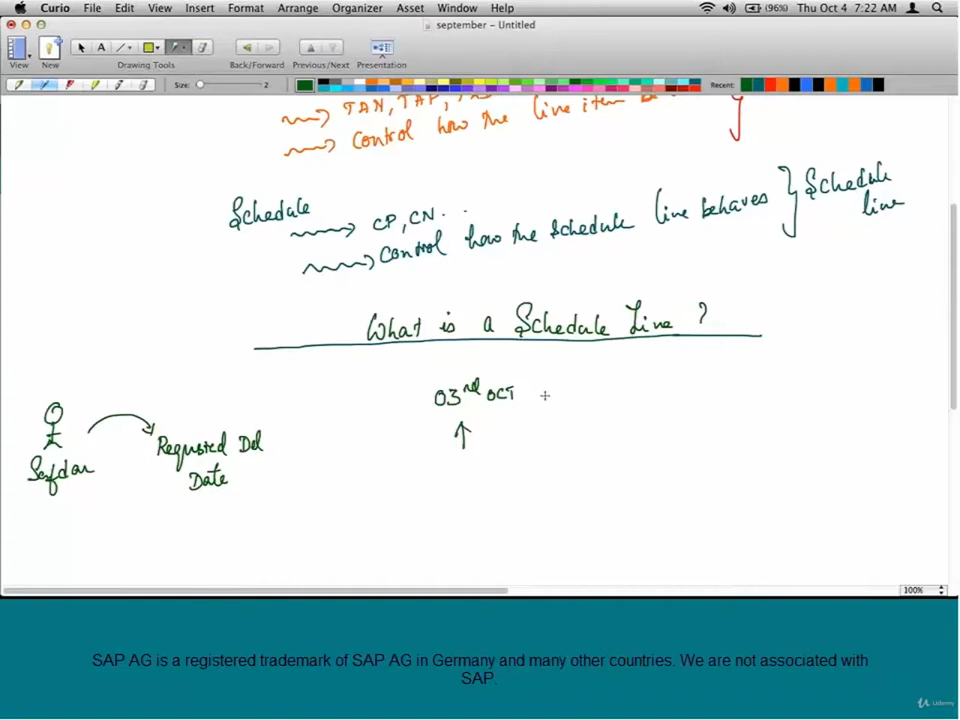 Curio File Edit View Insert Format Arrange Organizer Asset Window Help (96%) Thu Oct 4 7:22 AM
september - Untitled
View New Drawing Tools Back/Forward Previous/Next Presentation
Size: 2 Recent:
TAN, TAP,
Control how the line item
Schedule
CP, CN..
Control how the Schedule line behaves
Schedule
line
What is a Schedule Line ?
03rd OCT
Safdar
Requested Del
Date
100%
SAP AG is a registered trademark of SAP AG in Germany and many other countries. We are not associated with
SAP.
Udemy